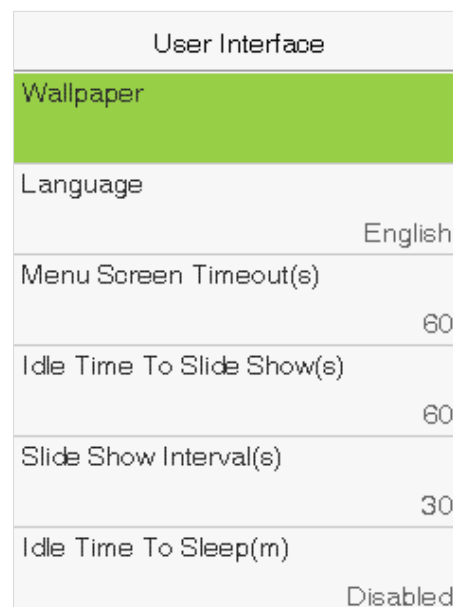 User Interface
Wallpaper
Language
English
Menu Screen Timeout(s)
60
Idle Time To Slide Show(s)
60
Slide Show Interval(s)
30
Idle Time To Sleep(m)
Disabled